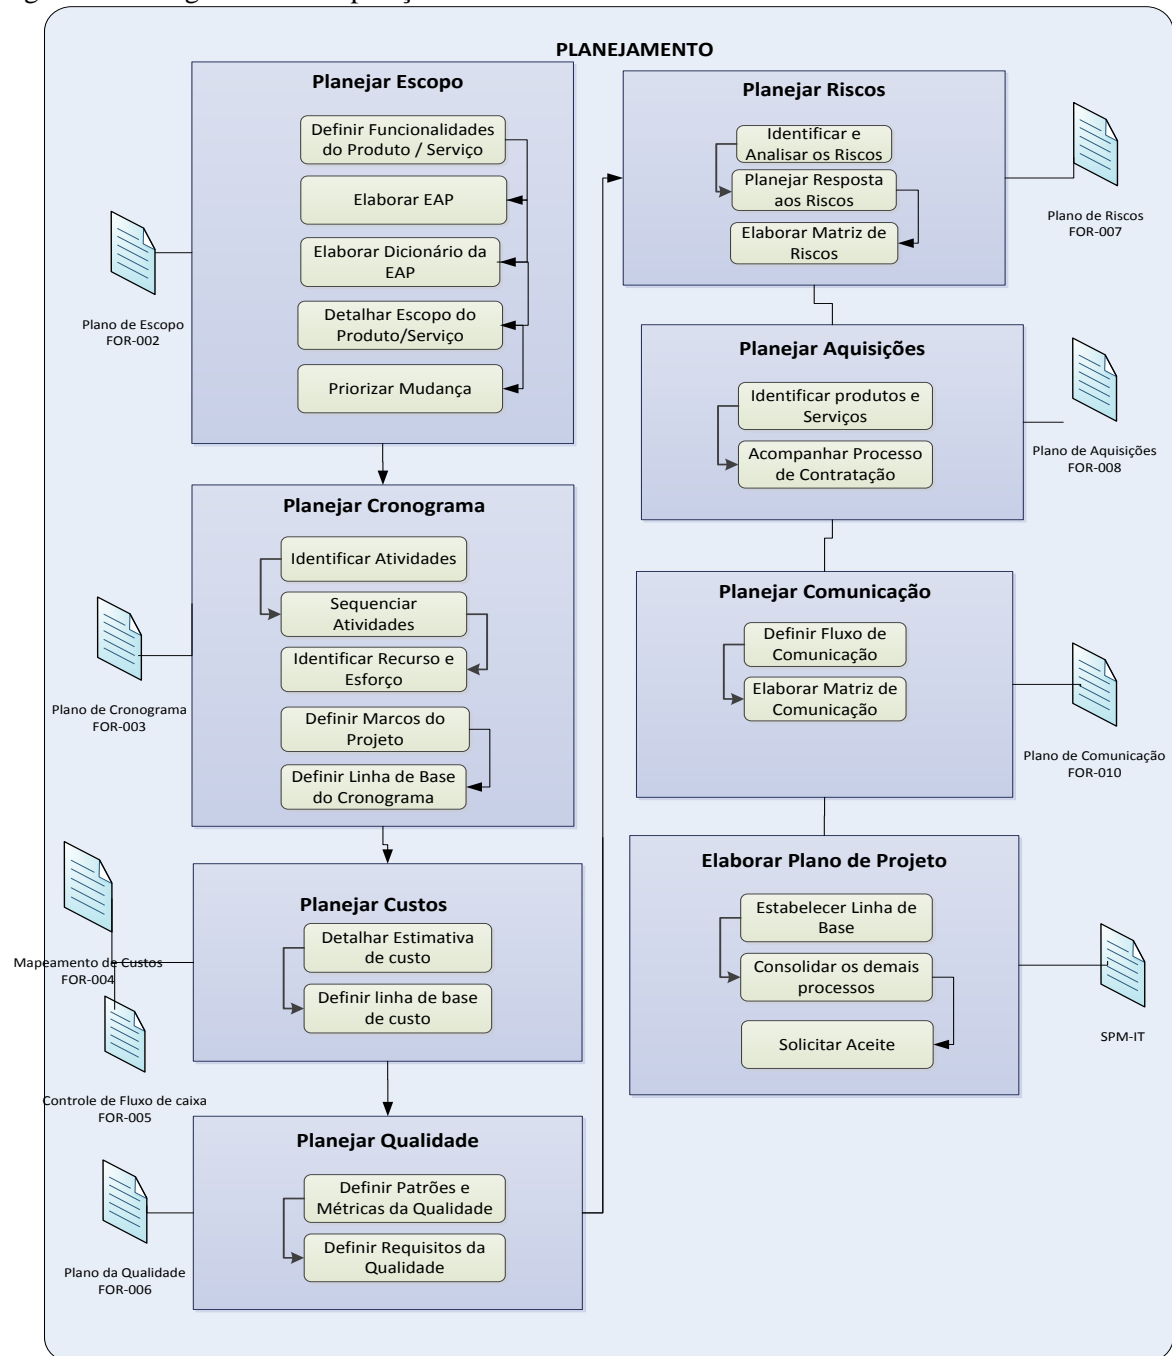 PLANEJAMENTO
Planejar Escopo
Definir Funcionalidades
do Produto / Serviço
Elaborar EAP
Elaborar Dicionário da
EAP
Detalhar Escopo do
Produto/Serviço
Priorizar Mudança
Plano de Escopo
FOR-002
Planejar Cronograma
Identificar Atividades
Sequenciar
Atividades
Identificar Recurso e
Esforço
Definir Marcos do
Projeto
Definir Linha de Base
do Cronograma
Plano de Cronograma
FOR-003
Planejar Custos
Detalhar Estimativa
de custo
Definir linha de base
de custo
Mapeamento de Custos
FOR-004
Controle de Fluxo de caixa
FOR-005
Planejar Qualidade
Definir Patrões e
Métricas da Qualidade
Definir Requisitos da
Qualidade
Plano da Qualidade
FOR-006
Planejar Riscos
Identificar e
Analisar os Riscos
Planejar Resposta
aos Riscos
Elaborar Matriz de
Riscos
Plano de Riscos
FOR-007
Planejar Aquisições
Identificar produtos e
Serviços
Acompanhar Processo
de Contratação
Plano de Aquisições
FOR-008
Planejar Comunicação
Definir Fluxo de
Comunicação
Elaborar Matriz de
Comunicação
Plano de Comunicação
FOR-010
Elaborar Plano de Projeto
Estabelecer Linha de
Base
Consolidar os demais
processos
Solicitar Aceite
SPM-IT